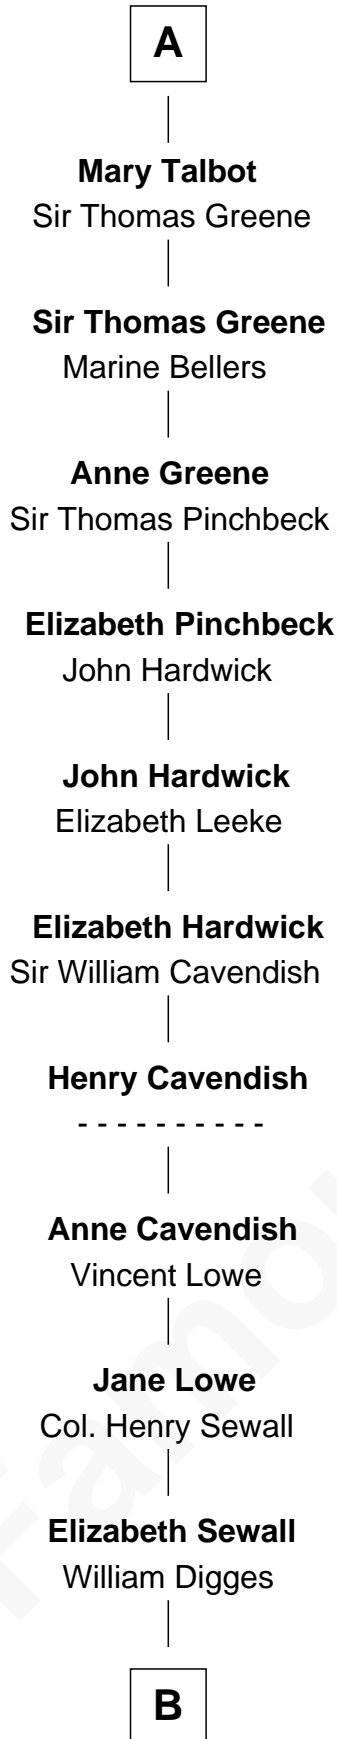 A
Mary Talbot
Sir Thomas Greene
Sir Thomas Greene
Marine Bellers
Anne Greene
Sir Thomas Pinchbeck
Elizabeth Pinchbeck
John Hardwick
John Hardwick
Elizabeth Leeke
Elizabeth Hardwick
Sir William Cavendish
Henry Cavendish
- - - - - - - - - -
Anne Cavendish
Vincent Lowe
Jane Lowe
Col. Henry Sewall
Elizabeth Sewall
William Digges
B